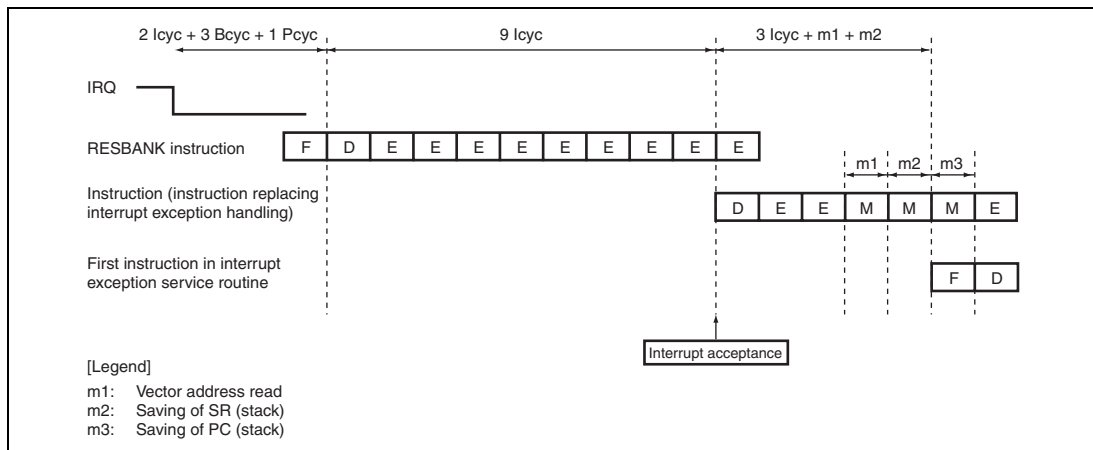 2 Icyc + 3 Bcyc + 1 Pcyc 9 Icyc 3 Icyc + m1 + m2
IRQ
RESBANK instruction F D E E E E E E E E E
m1 m2 m3
Instruction (instruction replacing
interrupt exception handling)
D E E M M M E
First instruction in interrupt
exception service routine
F D
Interrupt acceptance
[Legend]
m1: Vector address read
m2: Saving of SR (stack)
m3: Saving of PC (stack)